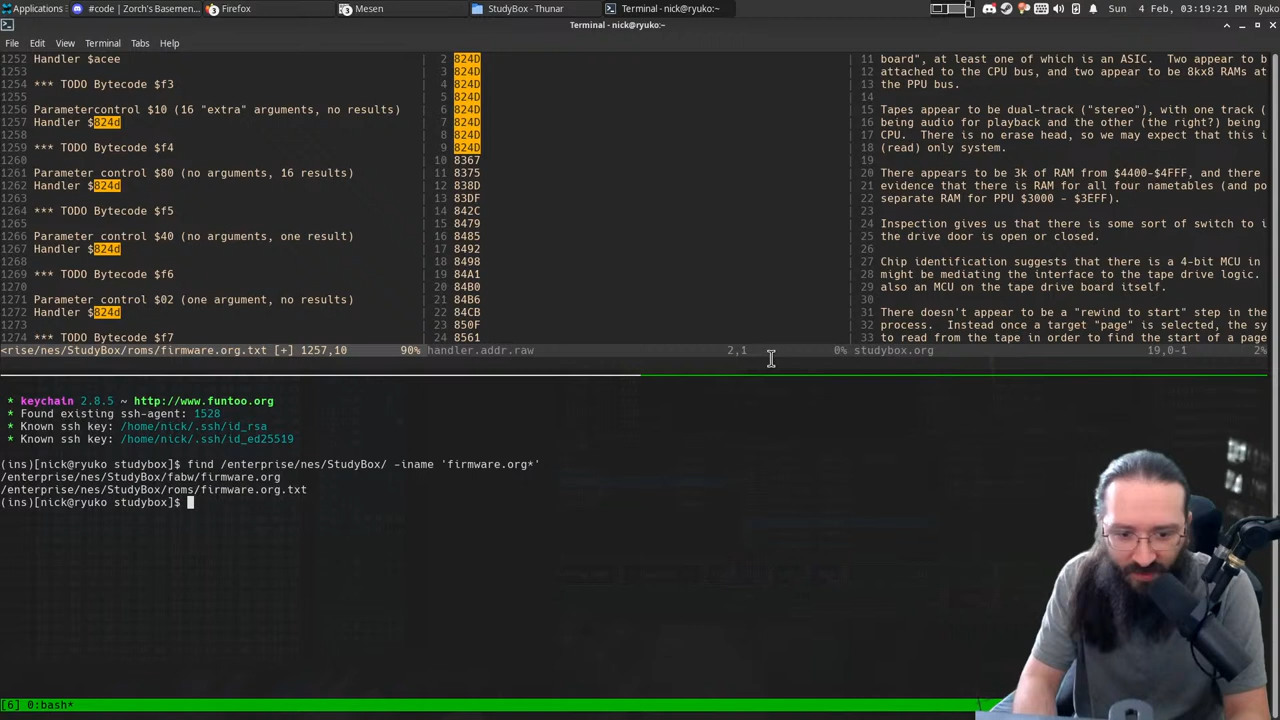 Applications
#code | Zorch's Basemen...
Firefox
Mesen
StudyBox - Thunar
Terminal - nick@ryuko:~
Sun 4 Feb, 03:19:21 PM Ryuko
Terminal - nick@ryuko:~
File Edit View Terminal Tabs Help
1252 Handler $acee
1253
1254 *** TODO Bytecode $f3
1255
1256 Parametercontrol $10 (16 "extra" arguments, no results)
1257 Handler $824d
1258
1259 *** TODO Bytecode $f4
1260
1261 Parameter control $80 (no arguments, 16 results)
1262 Handler $824d
1263
1264 *** TODO Bytecode $f5
1265
1266 Parameter control $40 (no arguments, one result)
1267 Handler $824d
1268
1269 *** TODO Bytecode $f6
1270
1271 Parameter control $02 (one argument, no results)
1272 Handler $824d
1273
1274 *** TODO Bytecode $f7
<rise/nes/StudyBox/roms/firmware.org.txt [+] 1257,10 90%
2 824D
3 824D
4 824D
5 824D
6 824D
7 824D
8 824D
9 824D
10 8367
11 8375
12 838D
13 83DF
14 842C
15 8479
16 8485
17 8492
18 8498
19 84A1
20 84B0
21 84B6
22 84CB
23 850F
24 8561
handler.addr.raw 2,1 0%
11 board", at least one of which is an ASIC.  Two appear to b
12 attached to the CPU bus, and two appear to be 8kx8 RAMs at
13 the PPU bus.
14
15 Tapes appear to be dual-track ("stereo"), with one track (
16 being audio for playback and the other (the right?) being
17 CPU.  There is no erase head, so we may expect that this i
18 (read) only system.
19
20 There appears to be 3k of RAM from $4400-$4FFF, and there
21 evidence that there is RAM for all four nametables (and po
22 separate RAM for PPU $3000 - $3EFF).
23
24 Inspection gives us that there is some sort of switch to i
25 the drive door is open or closed.
26
27 Chip identification suggests that there is a 4-bit MCU in
28 might be mediating the interface to the tape drive logic.
29 also an MCU on the tape drive board itself.
30
31 There doesn't appear to be a "rewind to start" step in the
32 process.  Instead once a target "page" is selected, the sy
33 to read from the tape in order to find the start of a page
studybox.org 19,0-1 2%
* keychain 2.8.5 ~ http://www.funtoo.org
* Found existing ssh-agent: 1528
* Known ssh key: /home/nick/.ssh/id_rsa
* Known ssh key: /home/nick/.ssh/id_ed25519
(ins)[nick@ryuko studybox]$ find /enterprise/nes/StudyBox/ -iname 'firmware.org*'
/enterprise/nes/StudyBox/fabw/firmware.org
/enterprise/nes/StudyBox/roms/firmware.org.txt
(ins)[nick@ryuko studybox]$
[6] 0:bash*